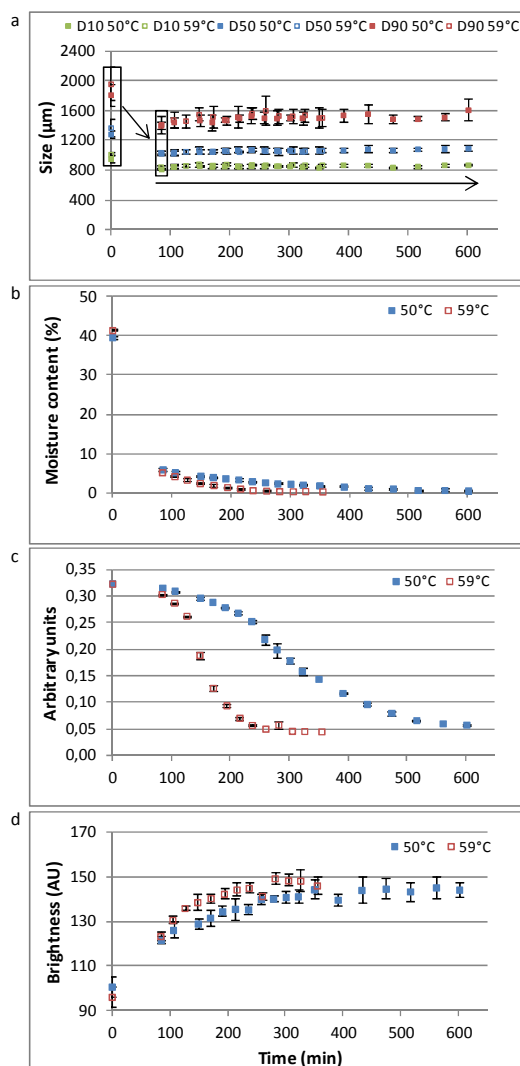 a
D10 50°C D10 59°C D50 50°C D50 59°C D90 50°C D90 59°C
2400
2000
1600
1200
800
400
0
Size (µm)
0 100 200 300 400 500 600
b
50°C 59°C
50
40
30
20
10
0
Moisture content (%)
0 100 200 300 400 500 600
c
50°C 59°C
0,35
0,30
0,25
0,20
0,15
0,10
0,05
0,00
Arbitrary units
0 100 200 300 400 500 600
d
50°C 59°C
170
150
130
110
90
Brightness (AU)
0 100 200 300 400 500 600
Time (min)